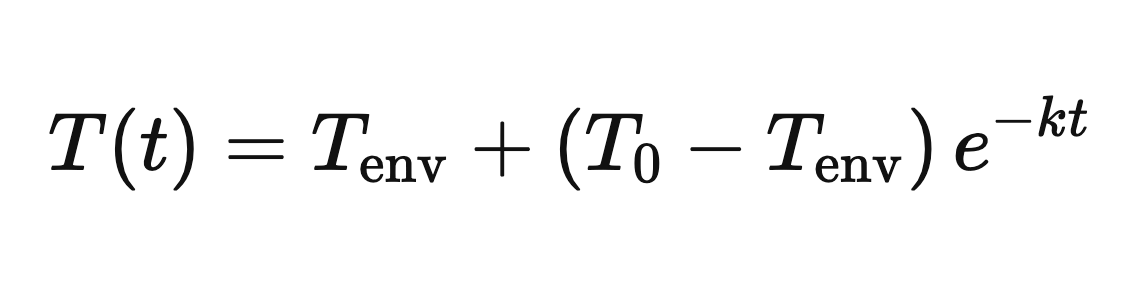 T(t) = T_env + (T_0 − T_env) e^{−kt}